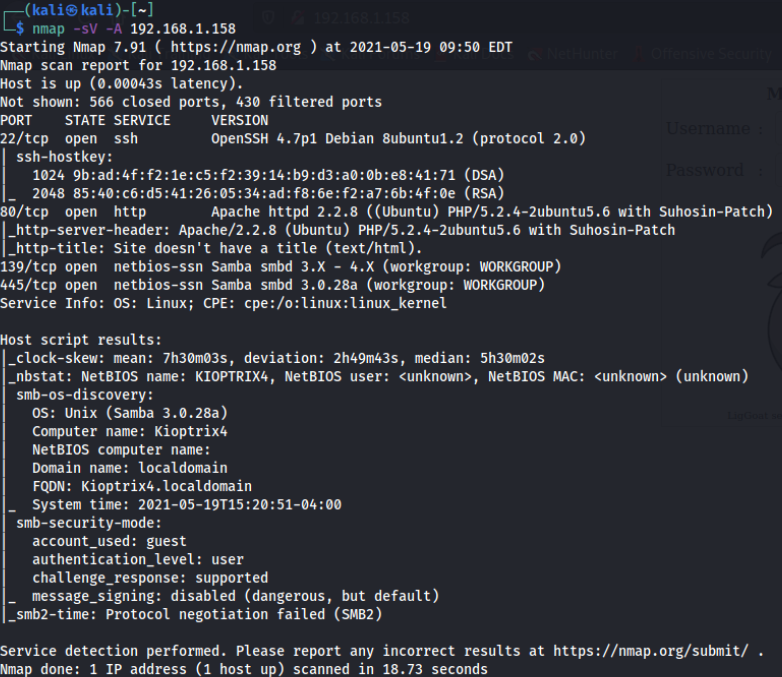 (kali㉿kali)-[~]
$ nmap -sV -A 192.168.1.158
Starting Nmap 7.91 ( https://nmap.org ) at 2021-05-19 09:50 EDT
Nmap scan report for 192.168.1.158
Host is up (0.00043s latency).
Not shown: 566 closed ports, 430 filtered ports
PORT    STATE SERVICE     VERSION
22/tcp  open  ssh         OpenSSH 4.7p1 Debian 8ubuntu1.2 (protocol 2.0)
| ssh-hostkey:
|   1024 9b:ad:4f:f2:1e:c5:f2:39:14:b9:d3:a0:0b:e8:41:71 (DSA)
|_  2048 85:40:c6:d5:41:26:05:34:ad:f8:6e:f2:a7:6b:4f:0e (RSA)
80/tcp  open  http        Apache httpd 2.2.8 ((Ubuntu) PHP/5.2.4-2ubuntu5.6 with Suhosin-Patch)
|_http-server-header: Apache/2.2.8 (Ubuntu) PHP/5.2.4-2ubuntu5.6 with Suhosin-Patch
|_http-title: Site doesn't have a title (text/html).
139/tcp open  netbios-ssn Samba smbd 3.X - 4.X (workgroup: WORKGROUP)
445/tcp open  netbios-ssn Samba smbd 3.0.28a (workgroup: WORKGROUP)
Service Info: OS: Linux; CPE: cpe:/o:linux:linux_kernel
Host script results:
|_clock-skew: mean: 7h30m03s, deviation: 2h49m43s, median: 5h30m02s
|_nbstat: NetBIOS name: KIOPTRIX4, NetBIOS user: <unknown>, NetBIOS MAC: <unknown> (unknown)
| smb-os-discovery:
|   OS: Unix (Samba 3.0.28a)
|   Computer name: Kioptrix4
|   NetBIOS computer name:
|   Domain name: localdomain
|   FQDN: Kioptrix4.localdomain
|_  System time: 2021-05-19T15:20:51-04:00
| smb-security-mode:
|   account_used: guest
|   authentication_level: user
|   challenge_response: supported
|_  message_signing: disabled (dangerous, but default)
|_smb2-time: Protocol negotiation failed (SMB2)
Service detection performed. Please report any incorrect results at https://nmap.org/submit/ .
Nmap done: 1 IP address (1 host up) scanned in 18.73 seconds
192.168.1.158
NetHunter
Offensive Security
Username :
Password :